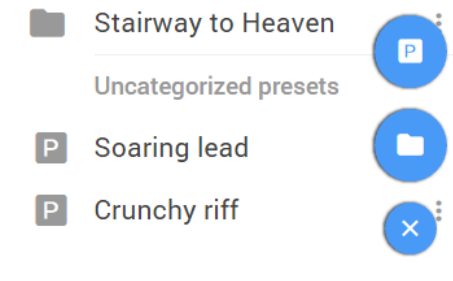 Stairway to Heaven
P
Uncategorized presets
P Soaring lead
P Crunchy riff